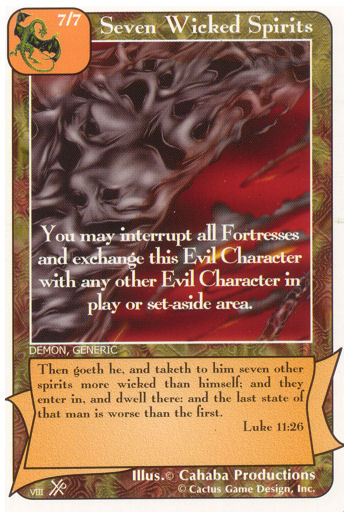 7/7
Seven Wicked Spirits
You may interrupt all Fortresses
and exchange this Evil Character
with any other Evil Character in
play or set-aside area.
DEMON, GENERIC
Then goeth he, and taketh to him seven other
spirits more wicked than himself; and they
enter in, and dwell there: and the last state of
that man is worse than the first.
Luke 11:26
VIII
Illus.© Cahaba Productions
© Cactus Game Design, Inc.